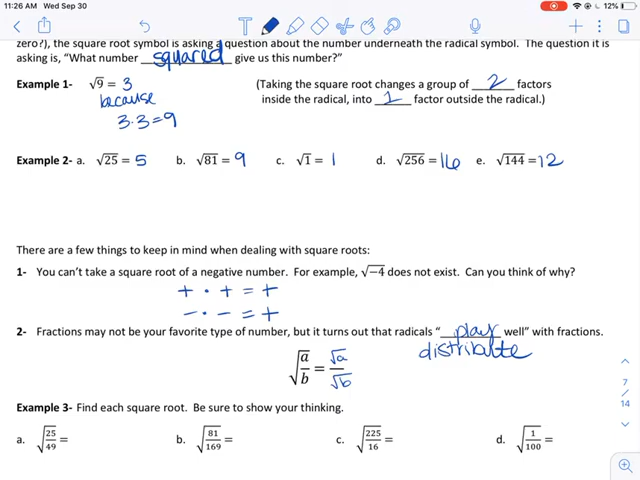 11:26 AM Wed Sep 30
12%
zero?), the square root symbol is asking a question about the number underneath the radical symbol. The question it is
asking is, "What number squared give us this number?"
Example 1- √9 = 3
because
3·3=9
(Taking the square root changes a group of 2 factors
inside the radical, into 1 factor outside the radical.)
Example 2- a. √25 = 5 b. √81 = 9 c. √1 = 1 d. √256 = 16 e. √144 = 12
There are a few things to keep in mind when dealing with square roots:
1- You can't take a square root of a negative number. For example, √−4 does not exist. Can you think of why?
+ · + = +
− · − = +
2- Fractions may not be your favorite type of number, but it turns out that radicals "play well" with fractions.
distribute
√(a/b) = √a/√b
Example 3- Find each square root. Be sure to show your thinking.
a. √(25/49) = b. √(81/169) = c. √(225/16) = d. √(1/100) =
7
/
14